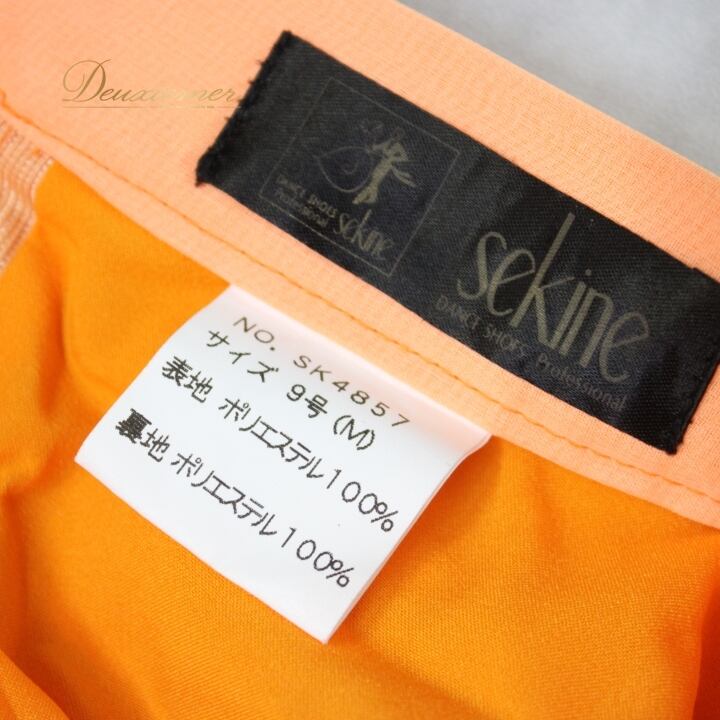 Deuxiemer
DANCE SHOES
Professional
sekine
sekine
DANCE SHOES Professional
NO. SK4857
サイズ 9号(M)
表地 ポリエステル100%
裏地 ポリエステル100%